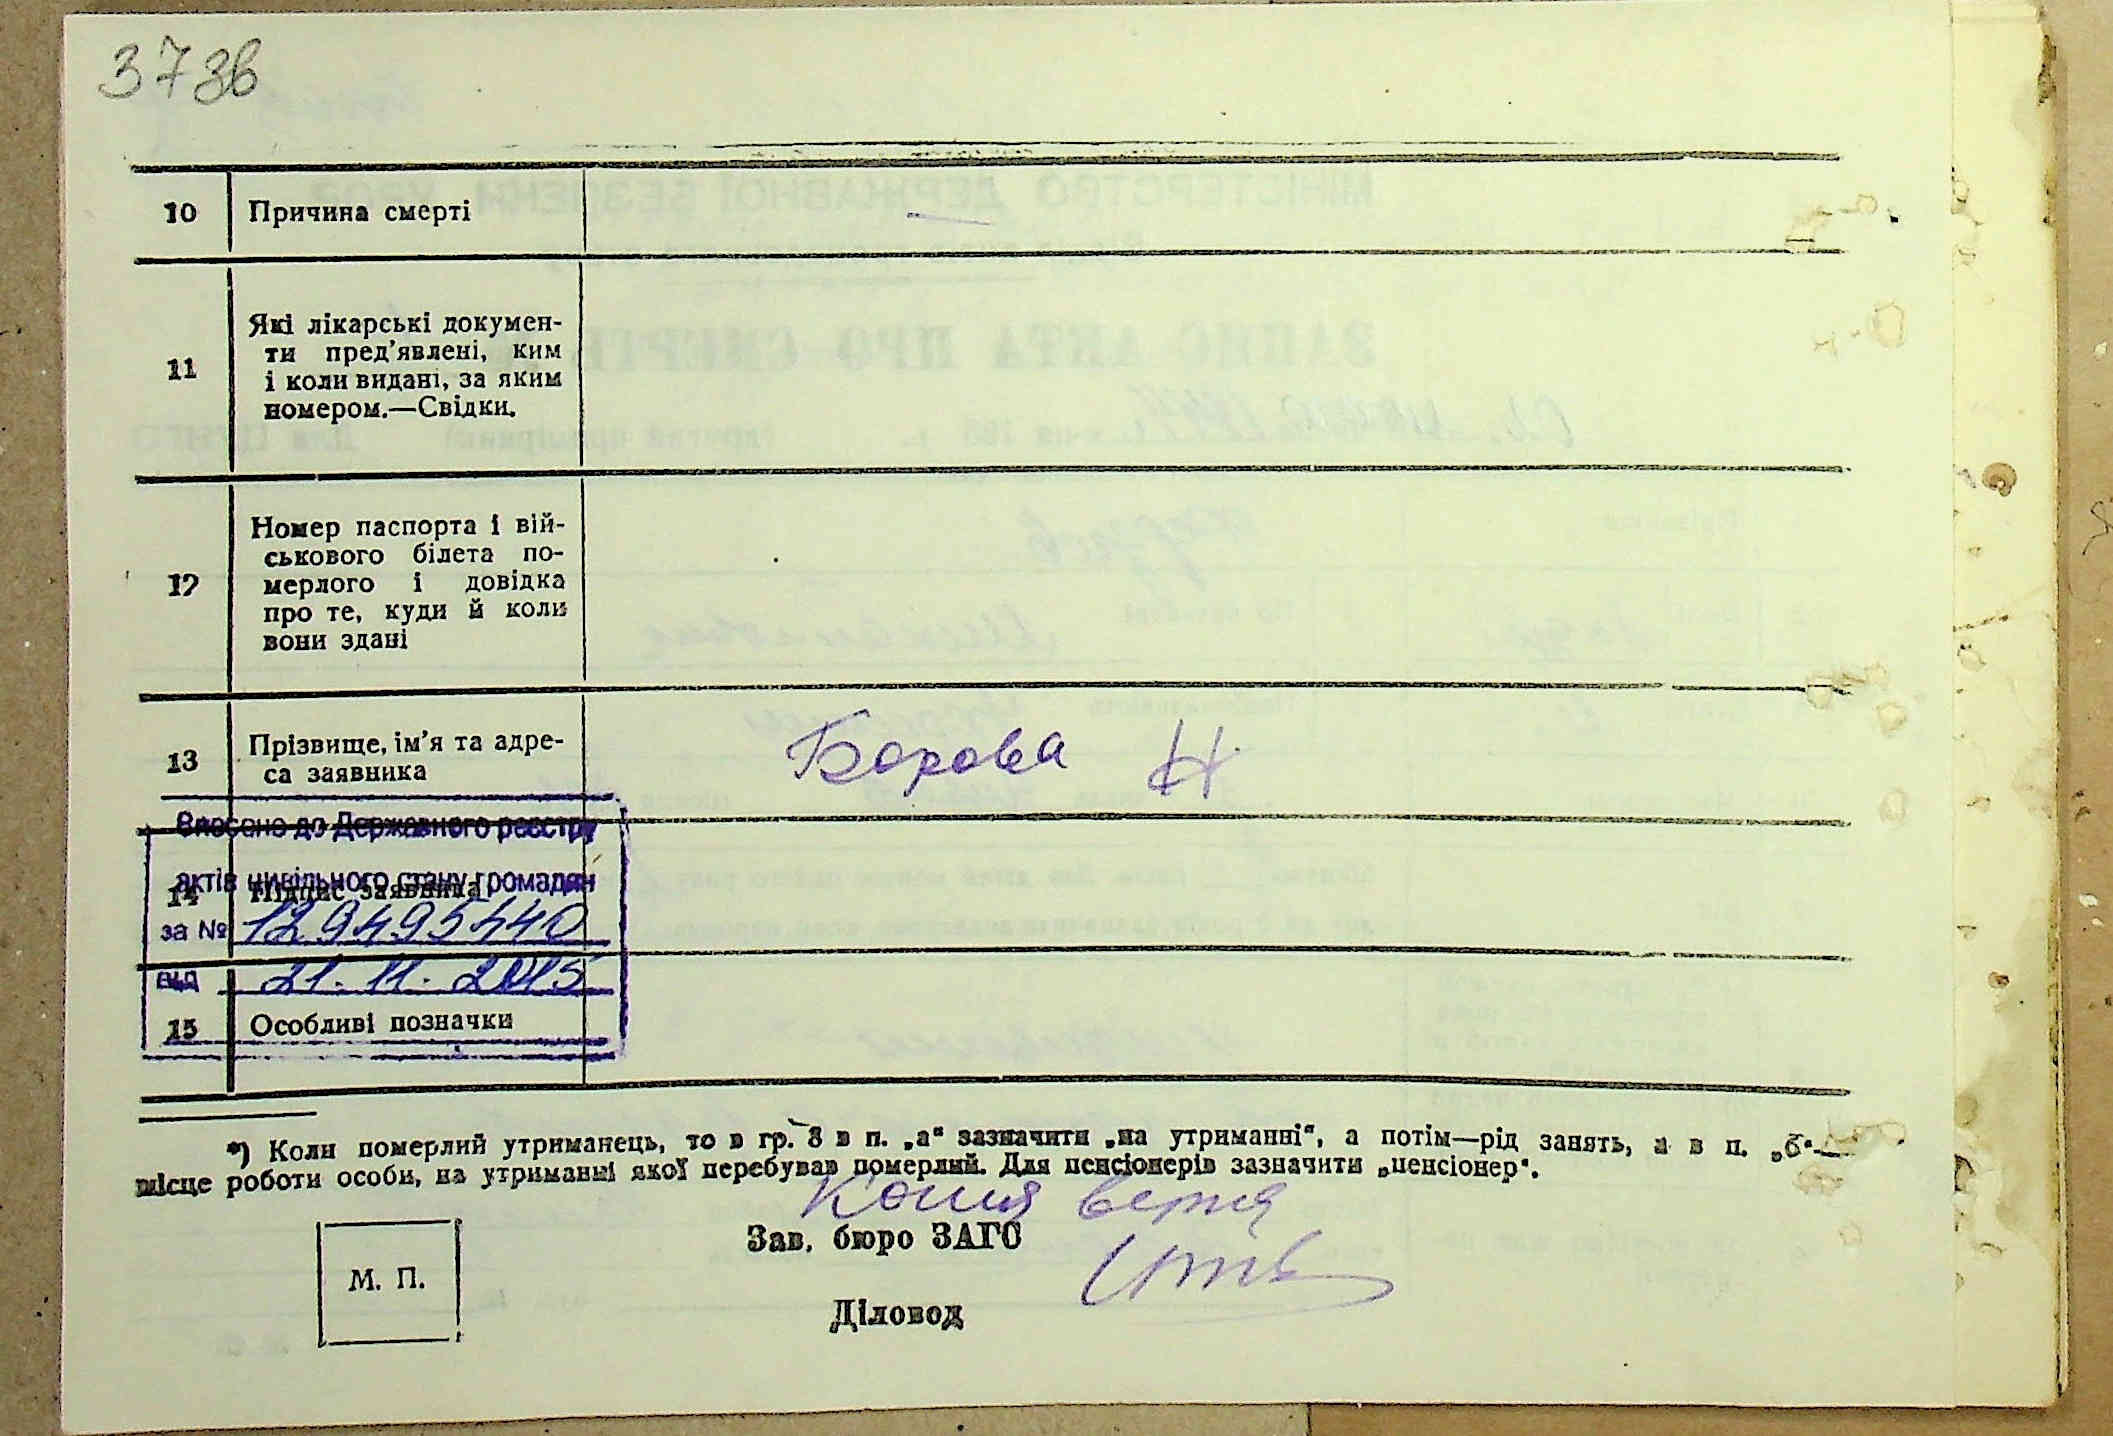 37зв
10 Причина смерті —
11 Які лікарські докумен-
ти пред'явлені, ким
і коли видані, за яким
номером.—Свідки.
12 Номер паспорта і вій-
ськового білета по-
мерлого і довідка
про те, куди й коли
вони здані
13 Прізвище, ім'я та адре-
са заявника
Борова Н.
Внесено до Державного реєстру
актів цивільного стану громадян
14 Підпис заявника
за № 12949495440
від 21.11.2015
15 Особливі позначки
*) Коли померлий утриманець, то в гр. 8 в п. „а“ зазначити „на утриманні“, а потім—рід занять, а в п. „б“—
місце роботи особи, на утриманні якої перебував померлий. Для пенсіонерів зазначити „пенсіонер“.
Копия верна
Зав. бюро ЗАГС
М. П.
Діловод